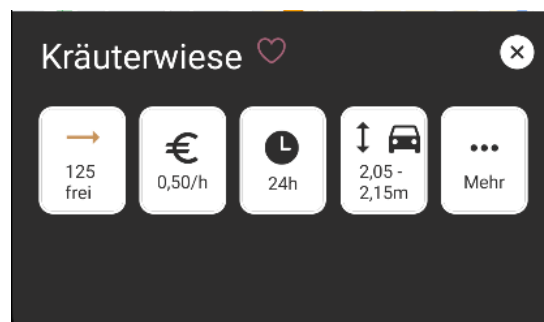 Kräuterwiese
125
frei
€
0,50/h
24h
2,05 -
2,15m
Mehr